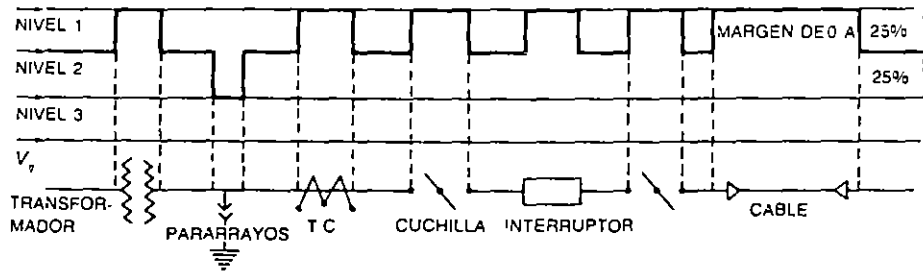 NIVEL 1
MARGEN DE 0 A 25%
NIVEL 2
25%
NIVEL 3
V
TRANSFOR-
MADOR
PARARRAYOS
T C
CUCHILLA
INTERRUPTOR
CABLE